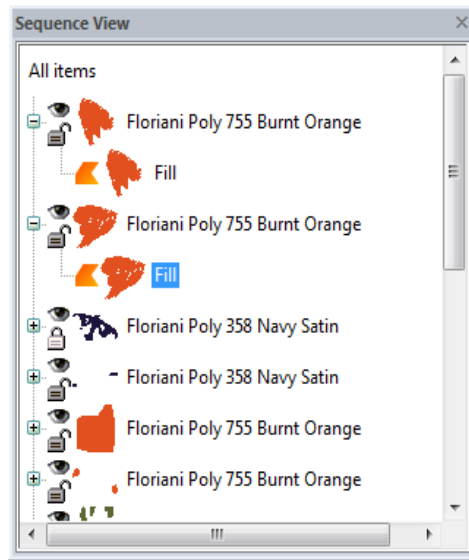 Sequence View
All items
Floriani Poly 755 Burnt Orange
Fill
Floriani Poly 755 Burnt Orange
Fill
Floriani Poly 358 Navy Satin
Floriani Poly 358 Navy Satin
Floriani Poly 755 Burnt Orange
Floriani Poly 755 Burnt Orange